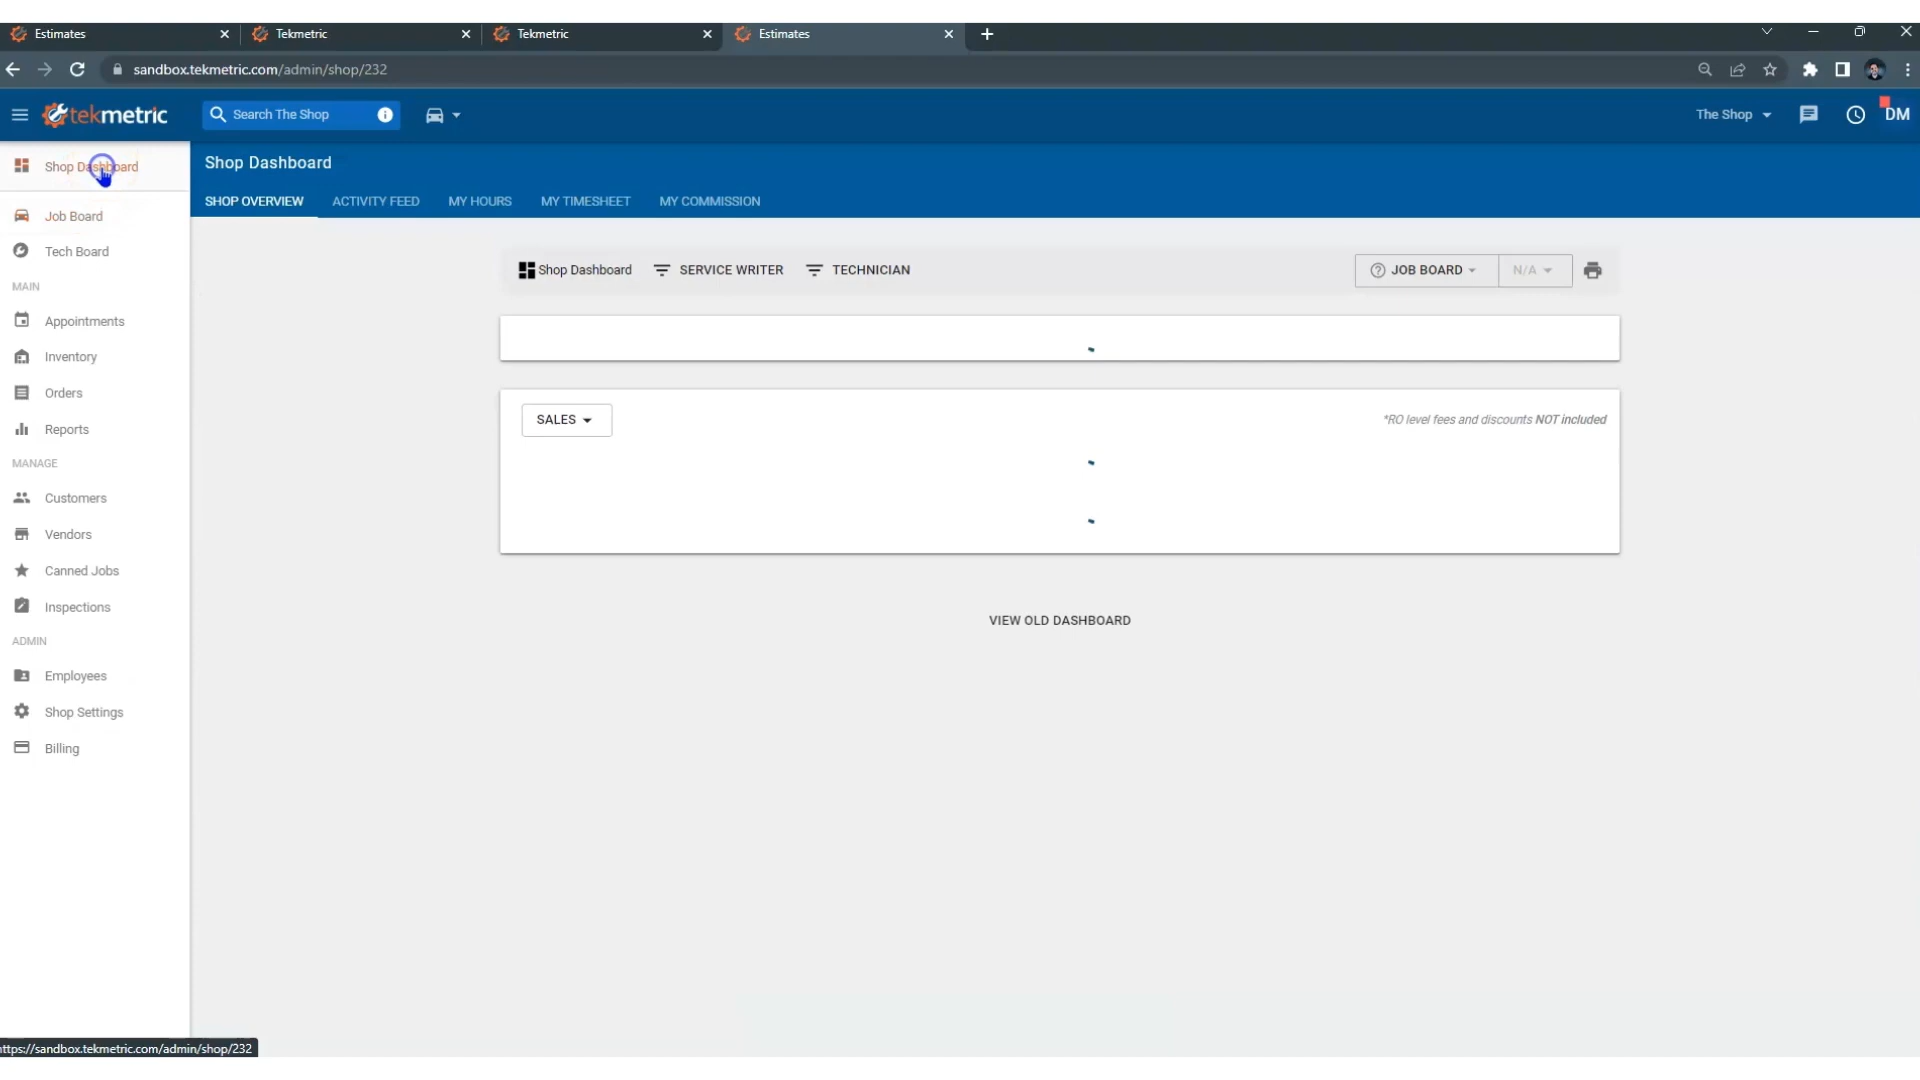 Estimates
Tekmetric
Tekmetric
Estimates
sandbox.tekmetric.com/admin/shop/232
tekmetric
Search The Shop
The Shop
DM
Shop Dashboard
Job Board
Tech Board
MAIN
Appointments
Inventory
Orders
Reports
MANAGE
Customers
Vendors
Canned Jobs
Inspections
ADMIN
Employees
Shop Settings
Billing
Shop Dashboard
SHOP OVERVIEW ACTIVITY FEED MY HOURS MY TIMESHEET MY COMMISSION
Shop Dashboard SERVICE WRITER TECHNICIAN JOB BOARD N/A
SALES *RO level fees and discounts NOT included
VIEW OLD DASHBOARD
ttps://sandbox.tekmetric.com/admin/shop/232